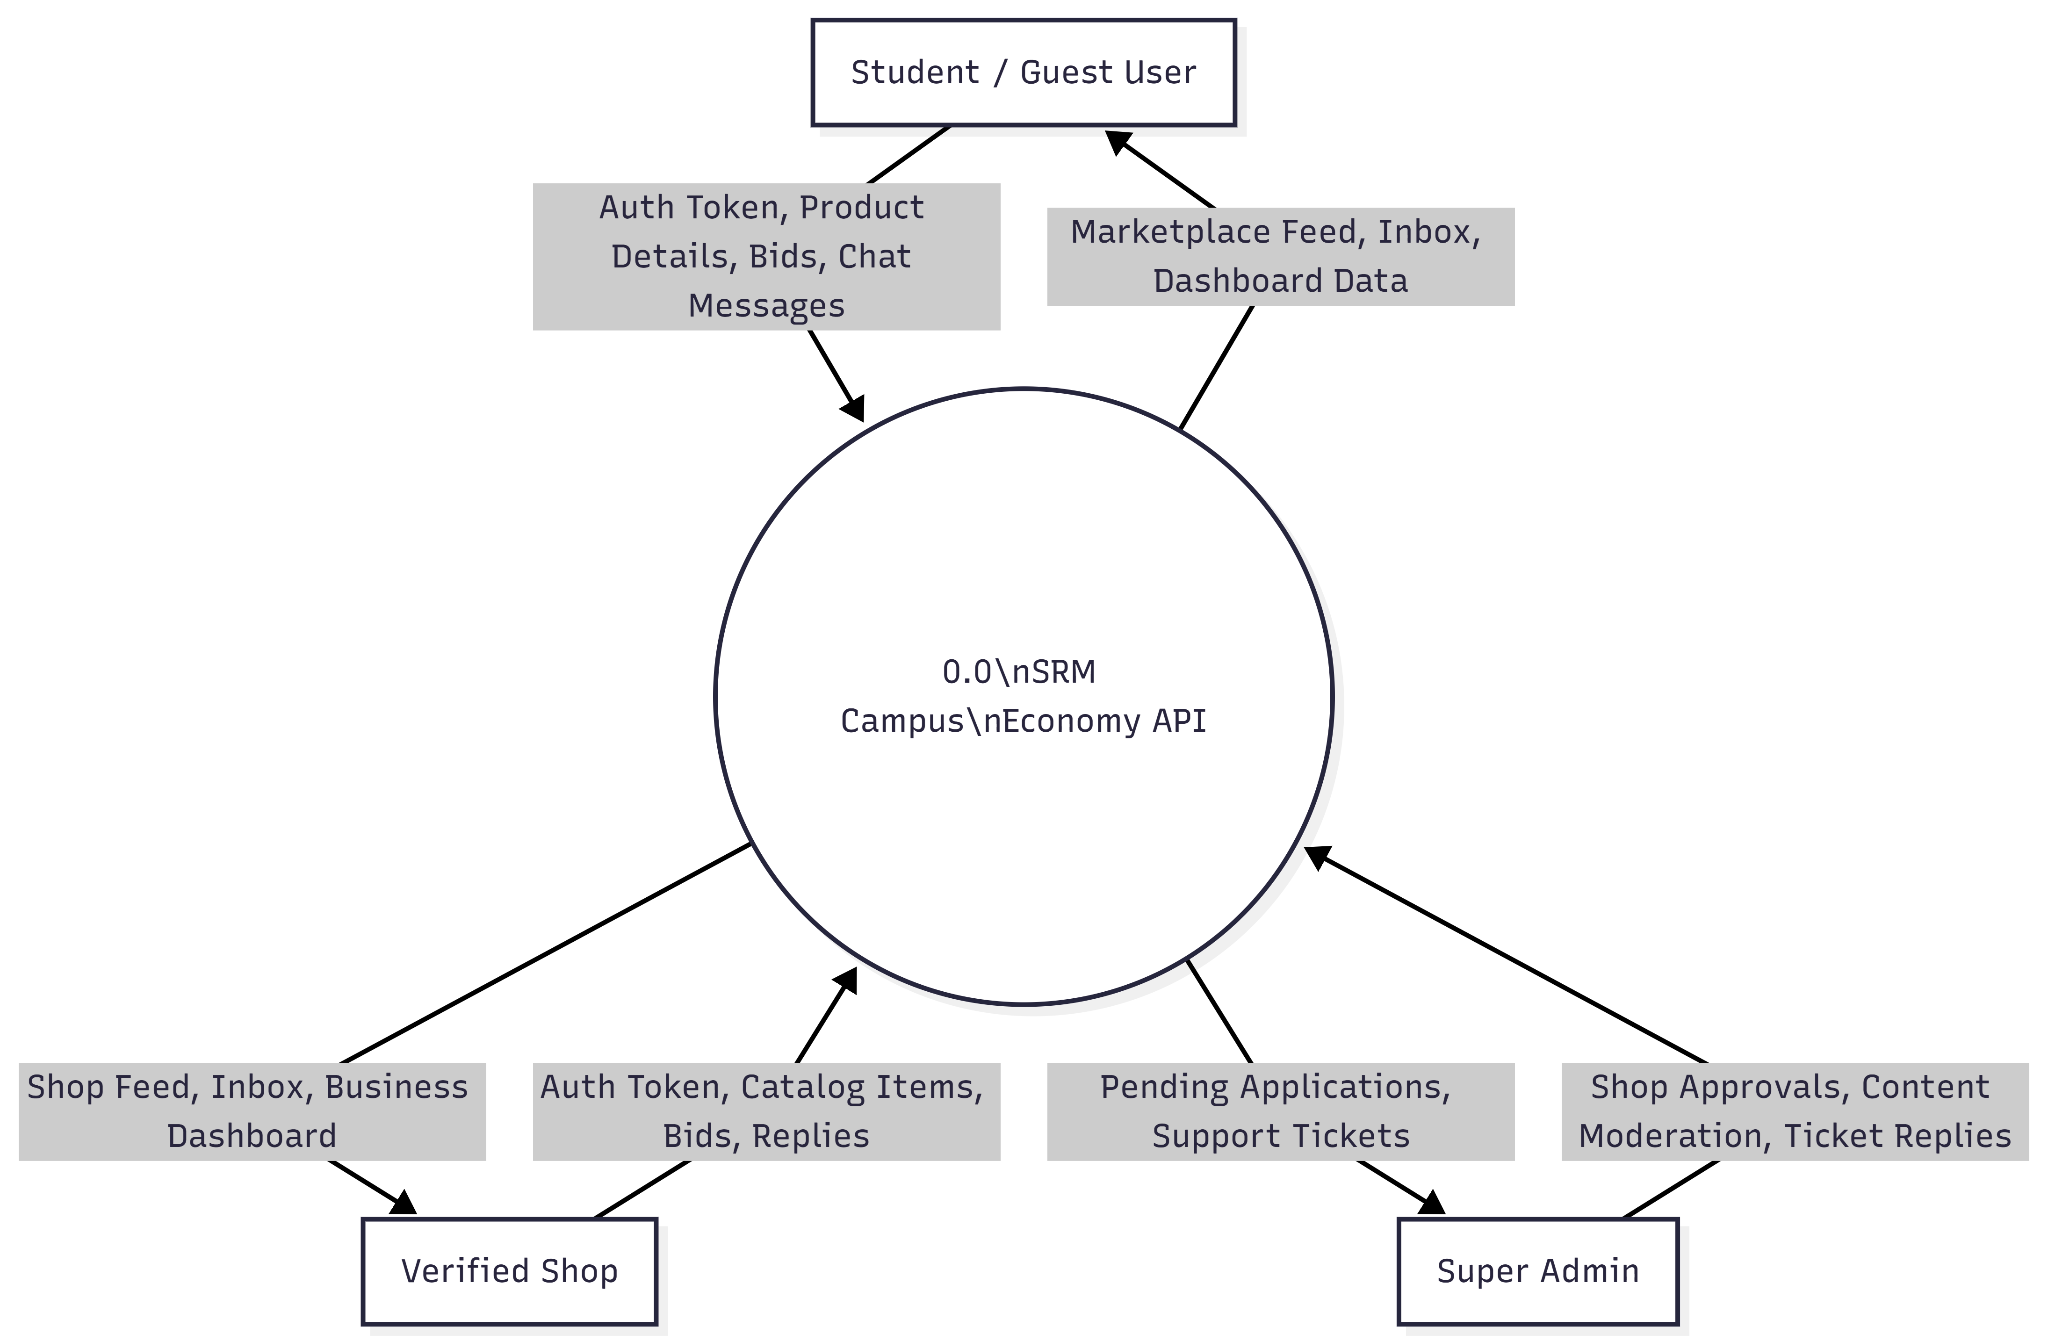 Student / Guest User
Auth Token, Product
Details, Bids, Chat
Messages
Marketplace Feed, Inbox,
Dashboard Data
0.0\nSRM
Campus\nEconomy API
Shop Feed, Inbox, Business
Dashboard
Auth Token, Catalog Items,
Bids, Replies
Pending Applications,
Support Tickets
Shop Approvals, Content
Moderation, Ticket Replies
Verified Shop
Super Admin